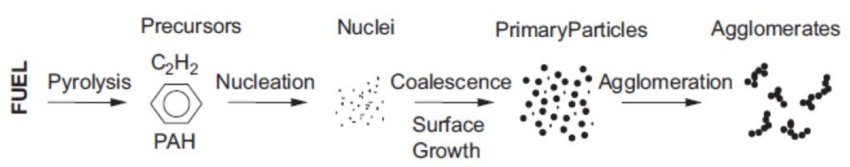 Precursors
Nuclei
PrimaryParticles
Agglomerates
FUEL
Pyrolysis
C₂H₂
PAH
Nucleation
Coalescence
Surface
Growth
Agglomeration